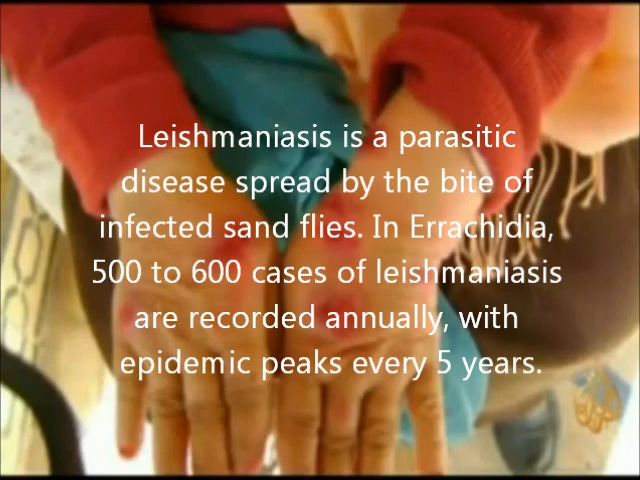 Leishmaniasis is a parasitic
disease spread by the bite of
infected sand flies. In Errachidia,
500 to 600 cases of leishmaniasis
are recorded annually, with
epidemic peaks every 5 years.